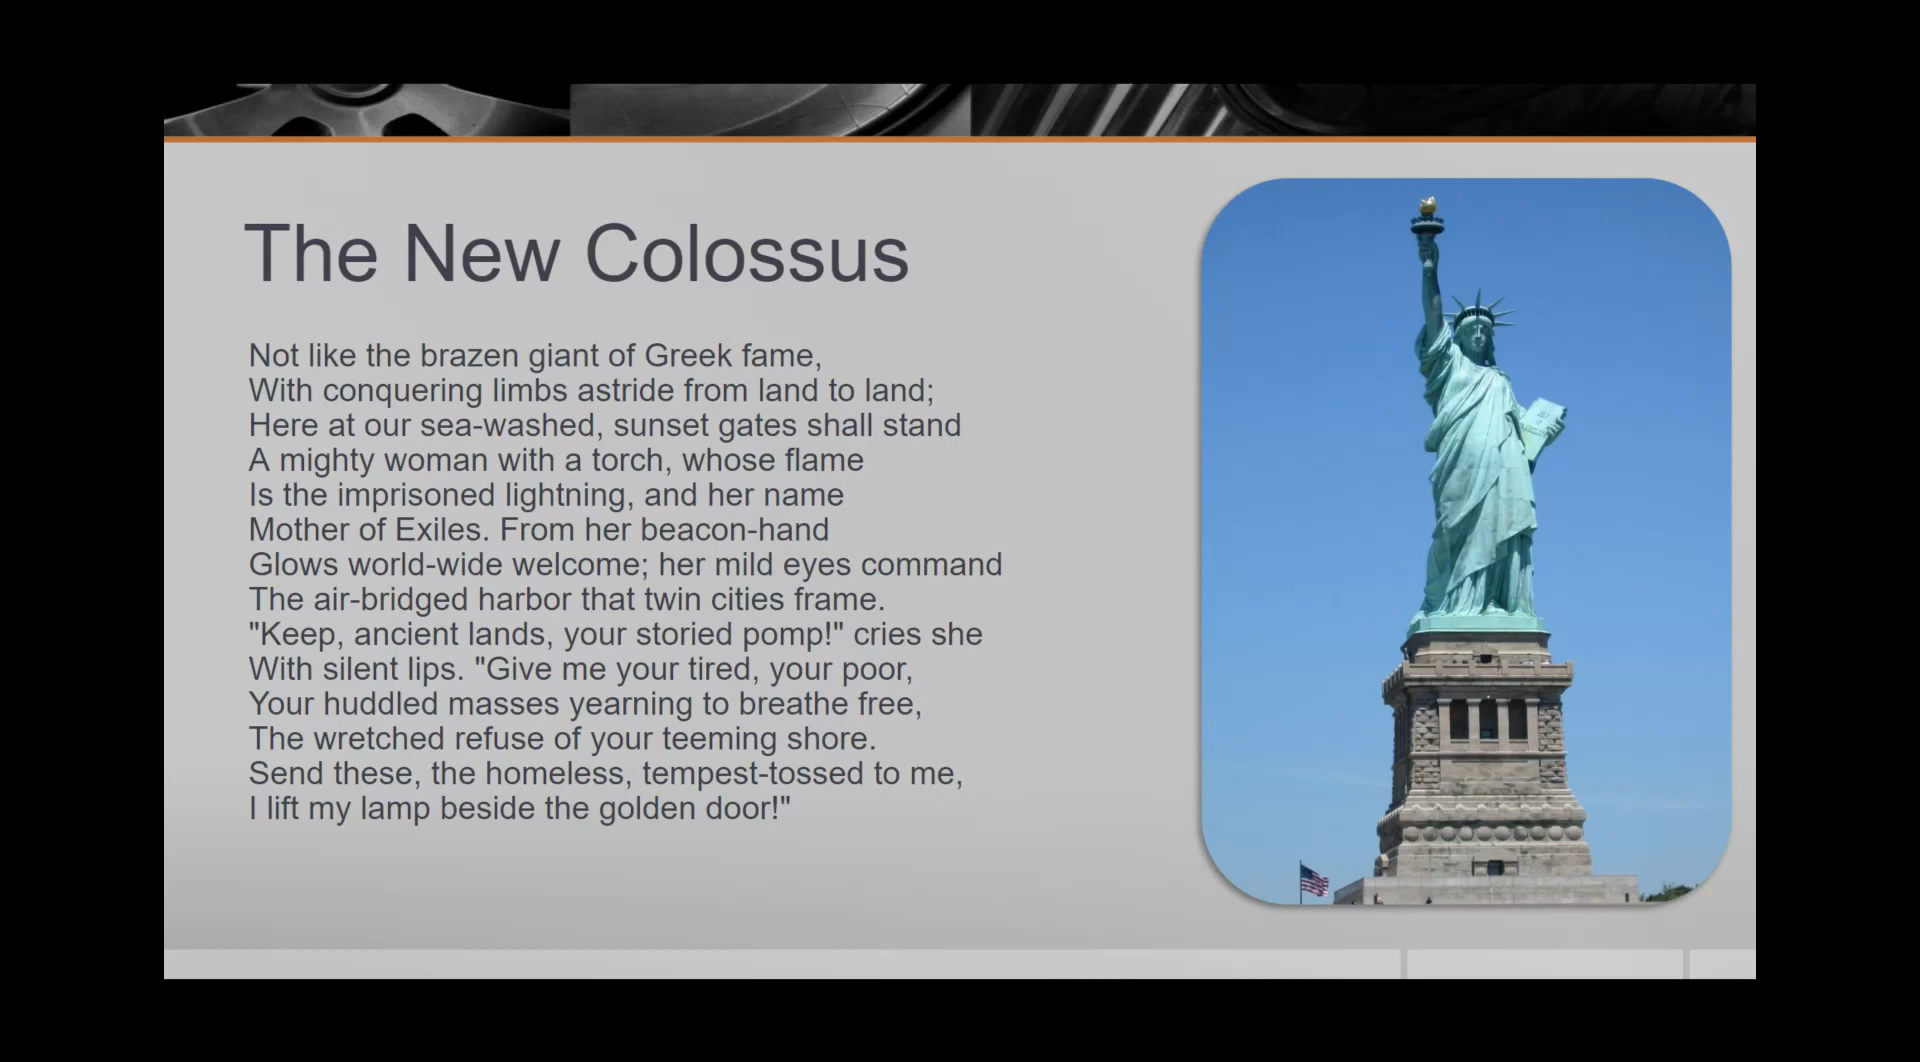 The New Colossus
Not like the brazen giant of Greek fame,
With conquering limbs astride from land to land;
Here at our sea-washed, sunset gates shall stand
A mighty woman with a torch, whose flame
Is the imprisoned lightning, and her name
Mother of Exiles. From her beacon-hand
Glows world-wide welcome; her mild eyes command
The air-bridged harbor that twin cities frame.
"Keep, ancient lands, your storied pomp!" cries she
With silent lips. "Give me your tired, your poor,
Your huddled masses yearning to breathe free,
The wretched refuse of your teeming shore.
Send these, the homeless, tempest-tossed to me,
I lift my lamp beside the golden door!"